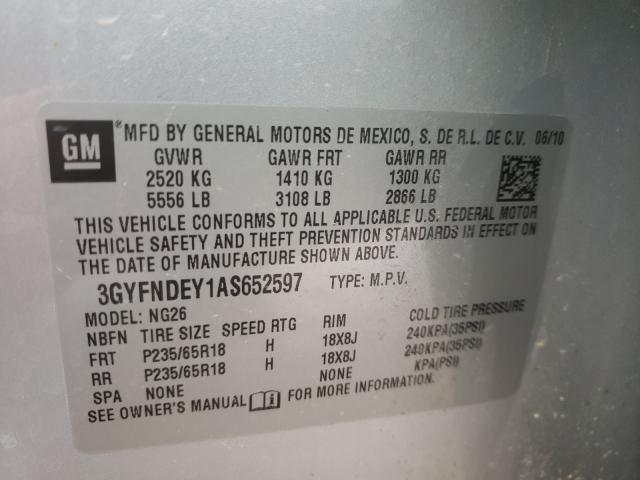 GM ®MFD BY GENERAL MOTORS DE MEXICO, S. DE R.L. DE C.V. 06/10
GVWR GAWR FRT GAWR RR
2520 KG 1410 KG 1300 KG
5556 LB 3108 LB 2866 LB
THIS VEHICLE CONFORMS TO ALL APPLICABLE U.S. FEDERAL MOTOR
VEHICLE SAFETY AND THEFT PREVENTION STANDARDS IN EFFECT ON
THE DATE OF MANUFACTURE SHOWN ABOVE.
3GYFNDEY1AS652597 TYPE: M.P.V.
MODEL: NG26
NBFN TIRE SIZE SPEED RTG RIM COLD TIRE PRESSURE
FRT P235/65R18 H 18X8J 240KPA(35PSI)
RR P235/65R18 H 18X8J 240KPA(35PSI)
SPA NONE NONE KPA(PSI)
SEE OWNER'S MANUAL i FOR MORE INFORMATION.